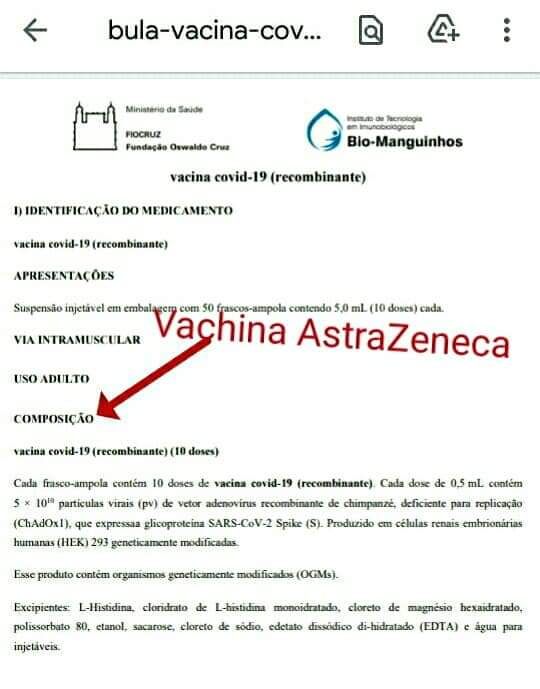 bula-vacina-cov...
Ministério da Saúde
FIOCRUZ
Fundação Oswaldo Cruz
Instituto de Tecnologia
em Imunobiológicos
Bio-Manguinhos
vacina covid-19 (recombinante)
I) IDENTIFICAÇÃO DO MEDICAMENTO
vacina covid-19 (recombinante)
APRESENTAÇÕES
Suspensão injetável em embalagem com 50 frascos-ampola contendo 5,0 mL (10 doses) cada.
Vachina AstraZeneca
VIA INTRAMUSCULAR
USO ADULTO
COMPOSIÇÃO
vacina covid-19 (recombinante) (10 doses)
Cada frasco-ampola contém 10 doses de vacina covid-19 (recombinante). Cada dose de 0,5 mL contém
5 × 10¹⁰ partículas virais (pv) de vetor adenovírus recombinante de chimpanzé, deficiente para replicação
(ChAdOx1), que expressaa glicoproteína SARS-CoV-2 Spike (S). Produzido em células renais embrionárias
humanas (HEK) 293 geneticamente modificadas.
Esse produto contém organismos geneticamente modificados (OGMs).
Excipientes: L-Histidina, cloridrato de L-histidina monoidratado, cloreto de magnésio hexaidratado,
polissorbato 80, etanol, sacarose, cloreto de sódio, edetato dissódico di-hidratado (EDTA) e água para
injetáveis.